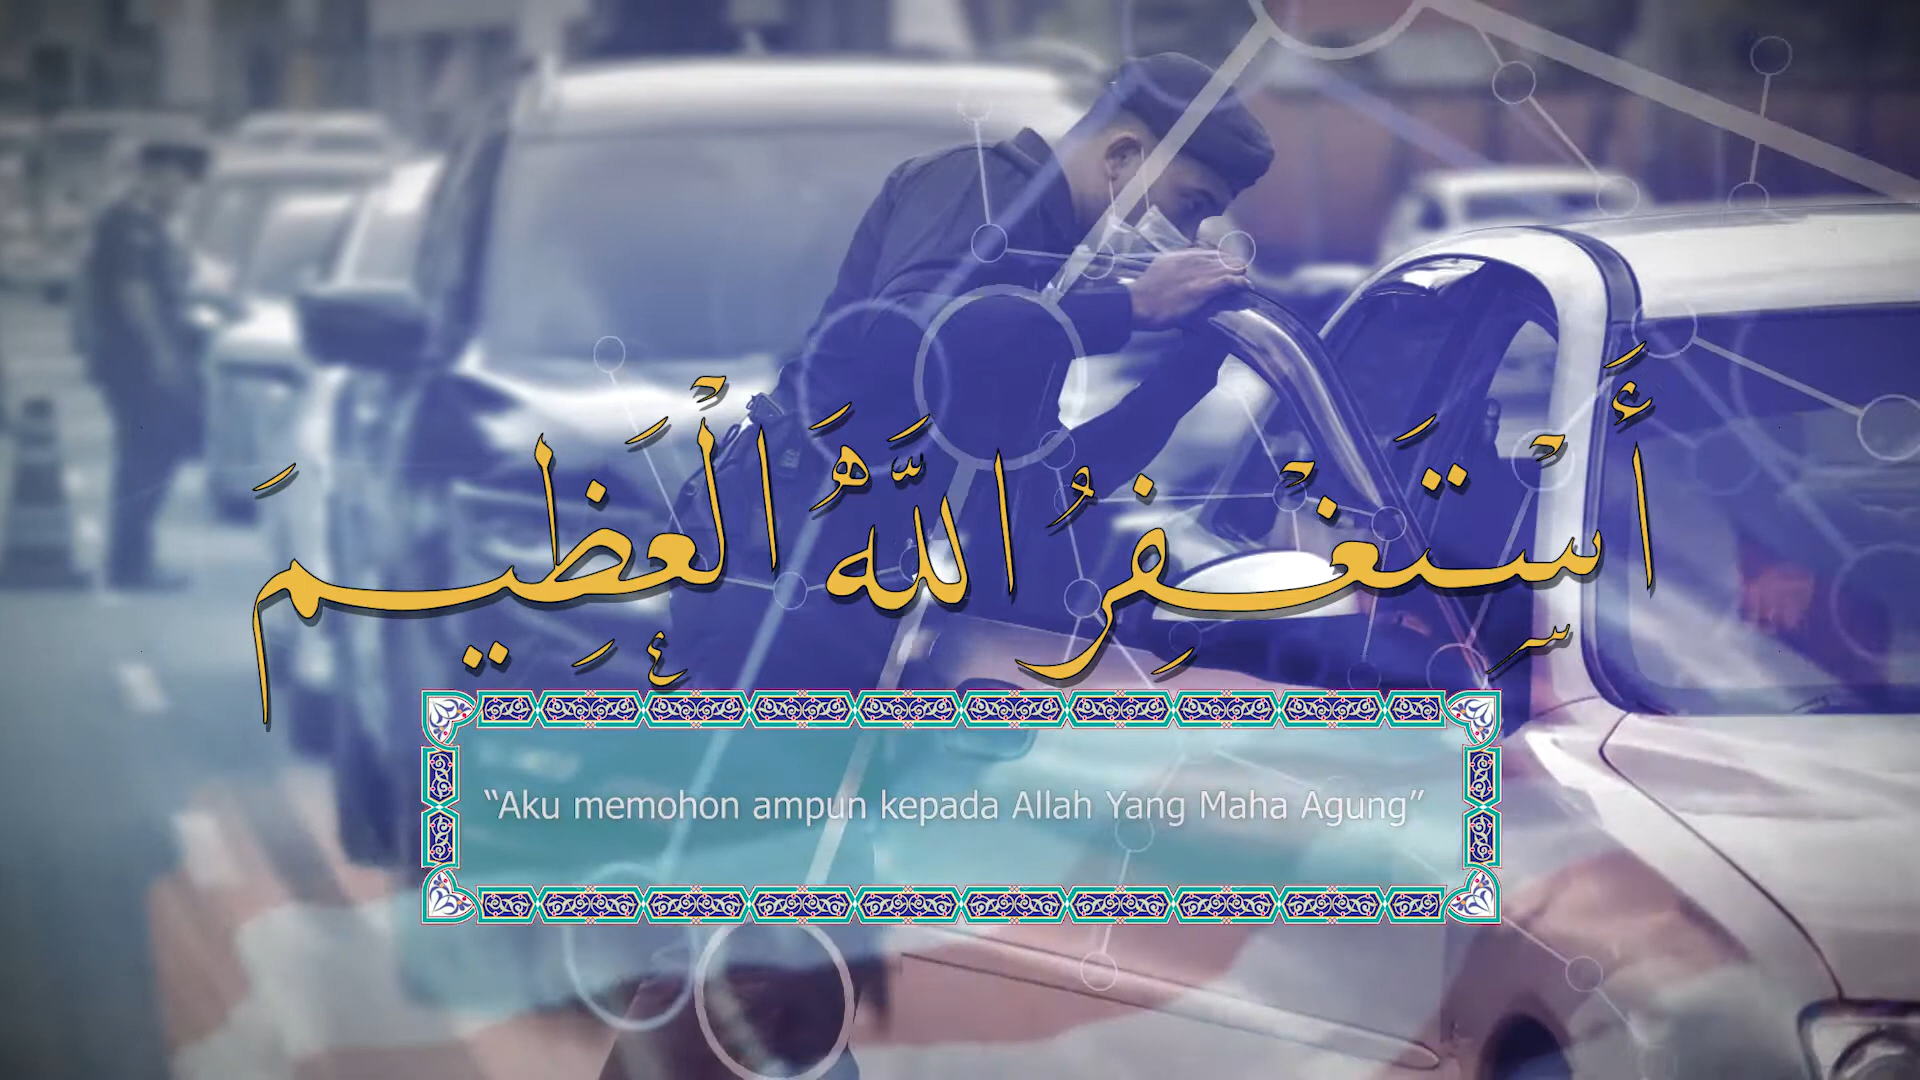 أَسْتَغْفِرُ اللَّهَ الْعَظِيمَ
“Aku memohon ampun kepada Allah Yang Maha Agung”